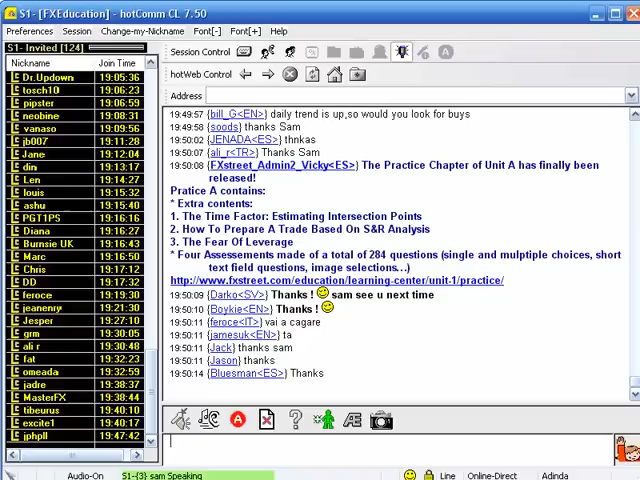 S1- [FXEducation] - hotComm CL 7.50
Preferences Session Change-my-Nickname Font[-] Font[+] Help
S1- Invited [124]
Nickname Join Time
Dr.Updown 19:05:36
tosch10 19:06:23
pipster 19:06:59
neobine 19:08:31
vanaso 19:09:56
jb007 19:11:28
Jane 19:12:04
din 19:13:17
Len 19:14:27
louis 19:15:32
ashu 19:15:40
PGT1PS 19:16:16
Diana 19:16:27
Burnsie UK 19:16:43
Marc 19:16:50
Chris 19:17:12
DD 19:17:32
feroce 19:19:30
jeanenry 19:21:30
Jesper 19:27:10
grm 19:30:05
ali r 19:30:48
fat 19:32:23
omeada 19:32:59
jadre 19:38:37
MasterFX 19:38:44
tibeurus 19:40:10
excite1 19:40:17
jphpll 19:47:42
Session Control
hotWeb Control
Address
19:49:57 {bill_G<EN>} daily trend is up,so would you look for buys
19:49:58 {soods} thanks Sam
19:50:02 {JENADA<ES>} thnkas
19:50:08 {ali_r<TR>} Thanks Sam
19:50:08 {FXstreet_Admin2_Vicky<ES>} The Practice Chapter of Unit A has finally been
released!
Pratice A contains:
* Extra contents:
1. The Time Factor: Estimating Intersection Points
2. How To Prepare A Trade Based On S&R Analysis
3. The Fear Of Leverage
* Four Assessements made of a total of 284 questions (single and mulptiple choices, short
text field questions, image selections...)
http://www.fxstreet.com/education/learning-center/unit-1/practice/
19:50:09 {Darko<SV>} Thanks ! sam see u next time
19:50:10 {Boykie<EN>} Thanks !
19:50:11 {feroce<IT>} vai a cagare
19:50:11 {jamesuk<EN>} ta
19:50:11 {Jack} thanks sam
19:50:11 {Jason} thanks
19:50:14 {Bluesman<ES>} Thanks
Audio-On S1-{3} sam Speaking Line Online-Direct Adinda